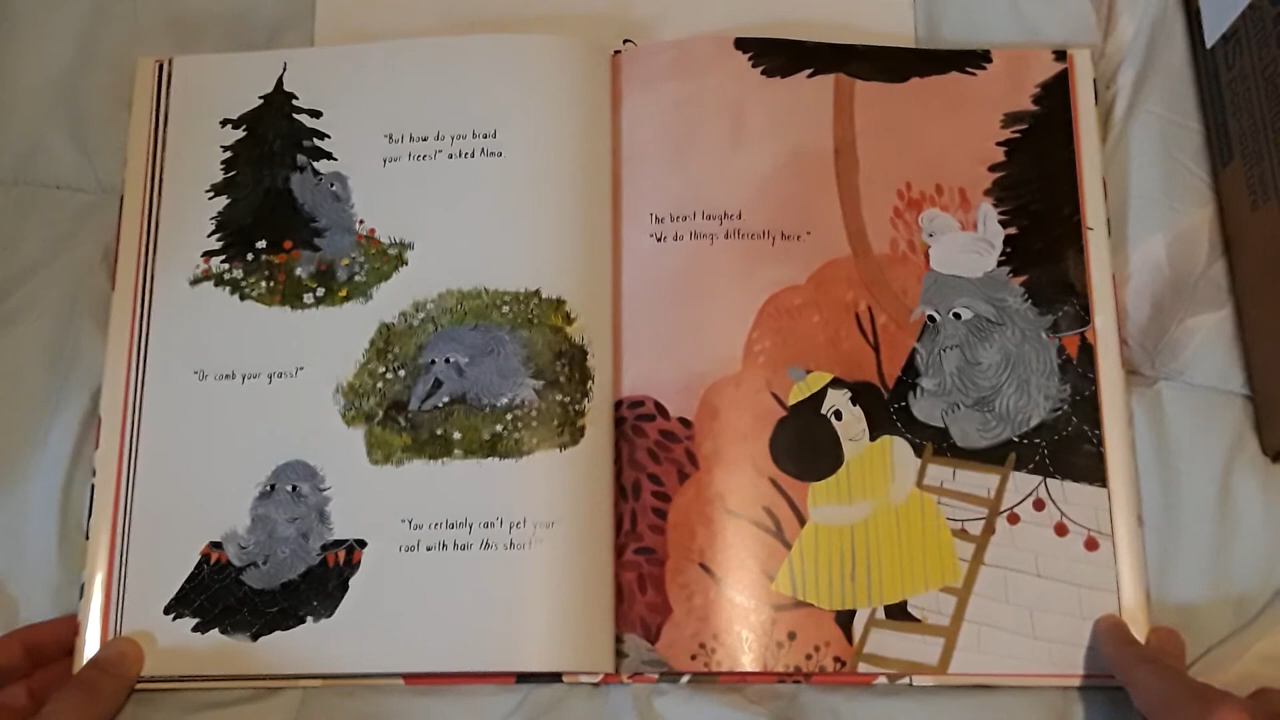 "But how do you braid
your trees?" asked Alma.
"Or comb your grass?"
"You certainly can't pet your
roof with hair this short!"
The beast laughed.
"We do things differently here."